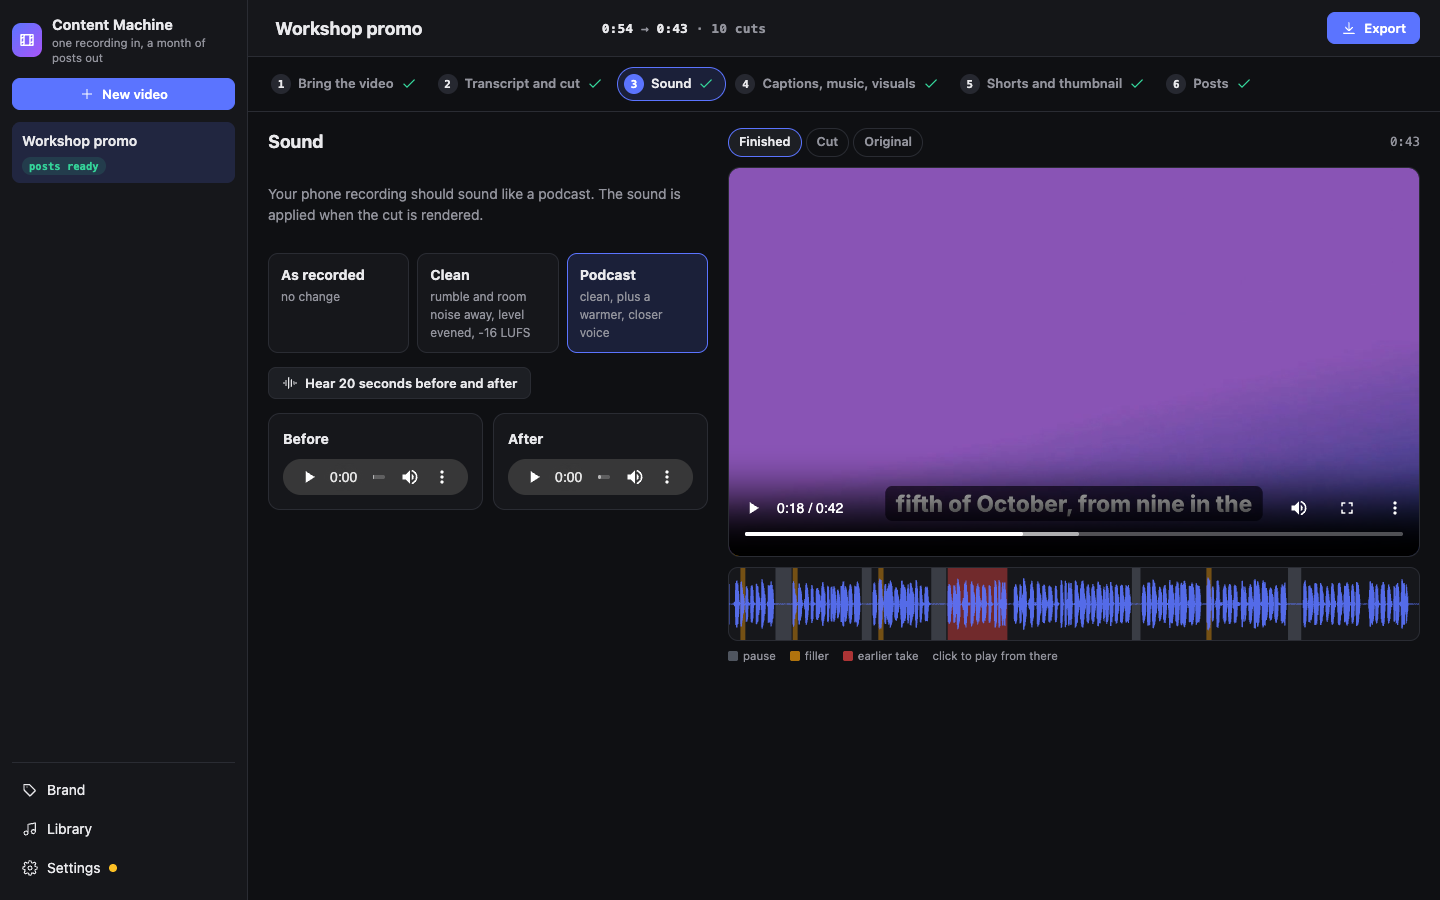 Content Machine
one recording in, a month of
posts out
New video
Workshop promo
posts ready
Brand
Library
Settings
Workshop promo
0:54 → 0:43 · 10 cuts
Export
1 Bring the video
2 Transcript and cut
3 Sound
4 Captions, music, visuals
5 Shorts and thumbnail
6 Posts
Sound
Your phone recording should sound like a podcast. The sound is
applied when the cut is rendered.
As recorded
no change
Clean
rumble and room
noise away, level
evened, -16 LUFS
Podcast
clean, plus a
warmer, closer
voice
Hear 20 seconds before and after
Before
0:00
After
0:00
Finished
Cut
Original
0:43
fifth of October, from nine in the
0:18 / 0:42
pause
filler
earlier take
click to play from there